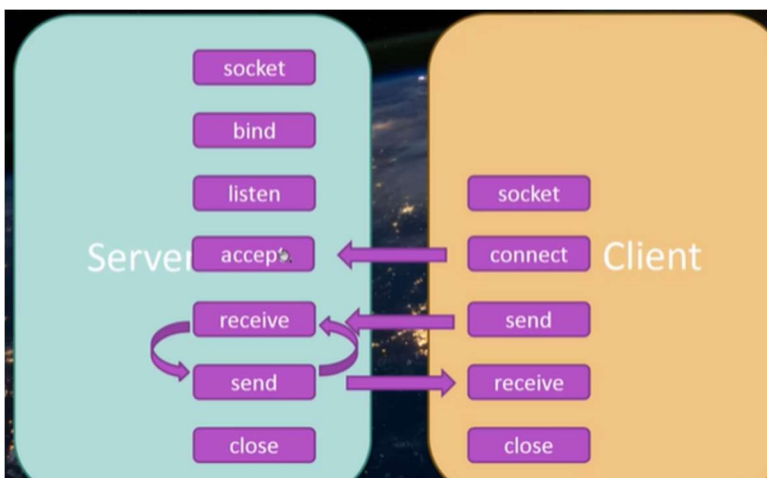 socket
bind
listen
Server
accept
receive
send
close
socket
connect
Client
send
receive
close